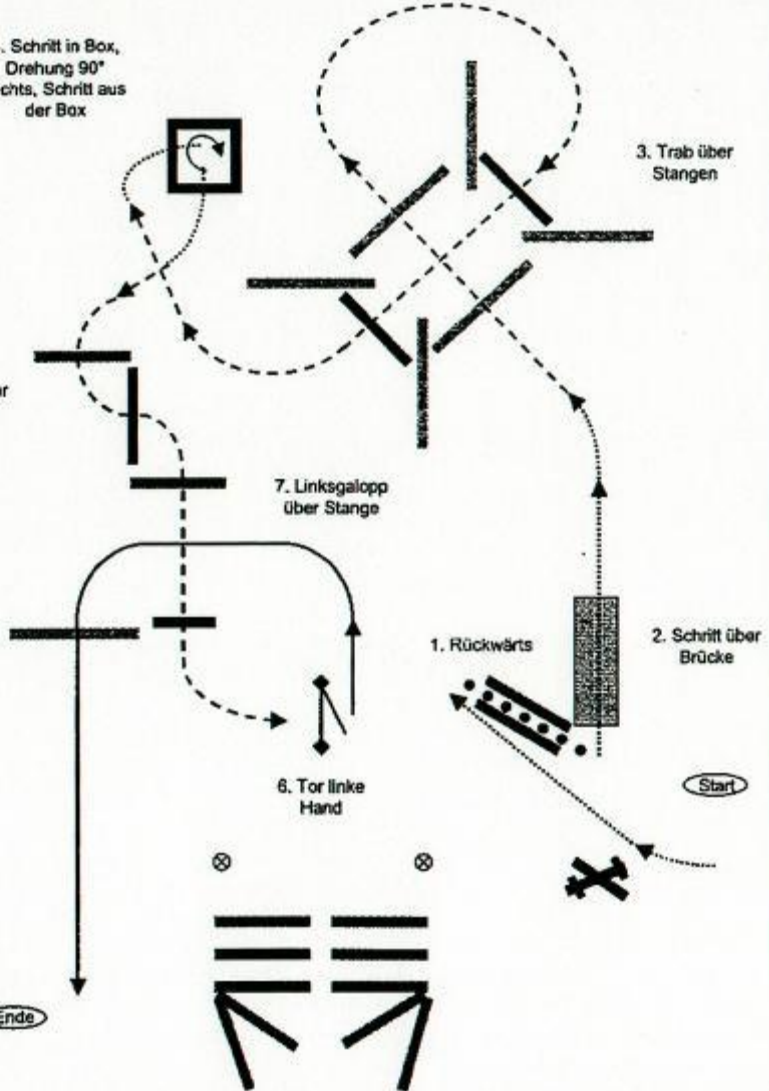 . Schritt in Box,
Drehung 90°
chts, Schritt aus
der Box
3. Trab über
Stangen
r
7. Linksgalopp
über Stange
1. Rückwärts
2. Schritt über
Brücke
6. Tor linke
Hand
Start
Ende